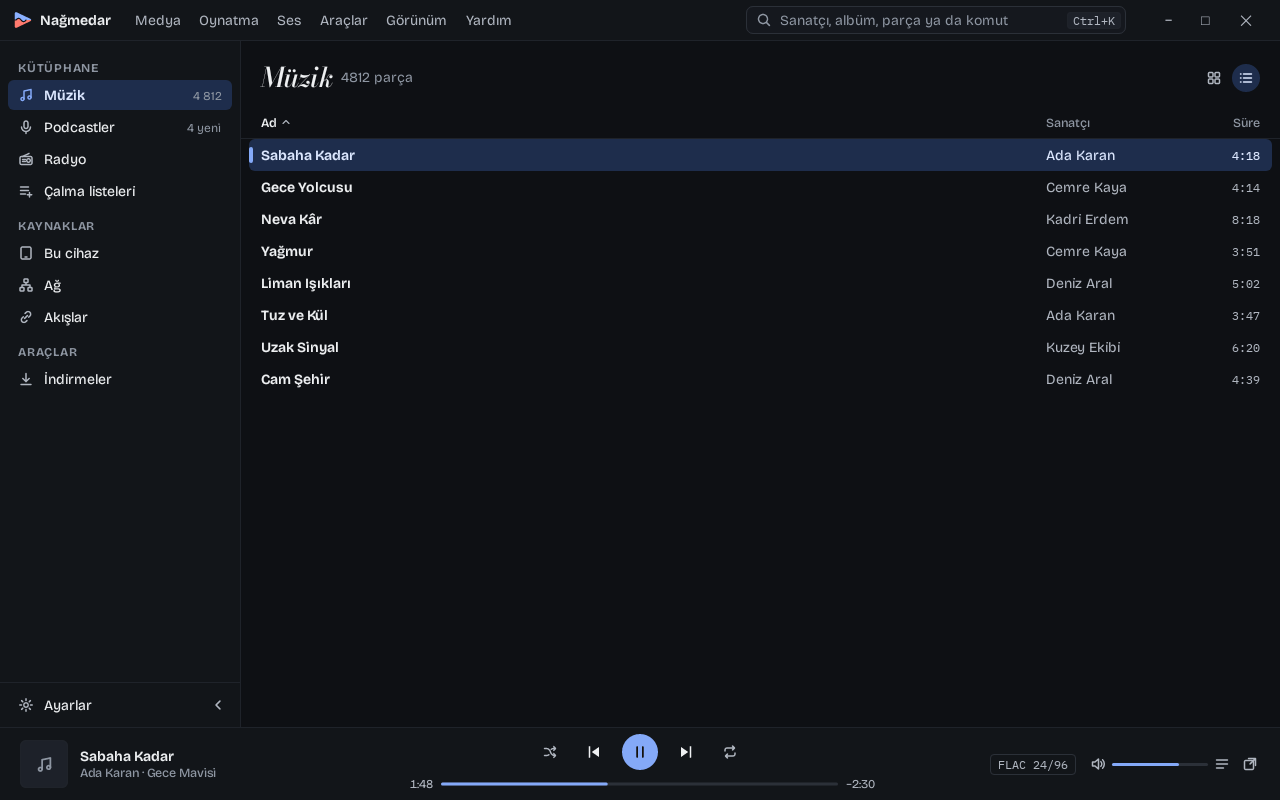 Nağmedar Medya Oynatma Ses Araçlar Görünüm Yardım Sanatçı, albüm, parça ya da komut Ctrl+K
KÜTÜPHANE
Müzik 4 812
Podcastler 4 yeni
Radyo
Çalma listeleri
KAYNAKLAR
Bu cihaz
Ağ
Akışlar
ARAÇLAR
İndirmeler
Ayarlar
Müzik 4812 parça
Ad Sanatçı Süre
Sabaha Kadar Ada Karan 4:18
Gece Yolcusu Cemre Kaya 4:14
Neva Kâr Kadri Erdem 8:18
Yağmur Cemre Kaya 3:51
Liman Işıkları Deniz Aral 5:02
Tuz ve Kül Ada Karan 3:47
Uzak Sinyal Kuzey Ekibi 6:20
Cam Şehir Deniz Aral 4:39
Sabaha Kadar
Ada Karan · Gece Mavisi
1:48 −2:30
FLAC 24/96